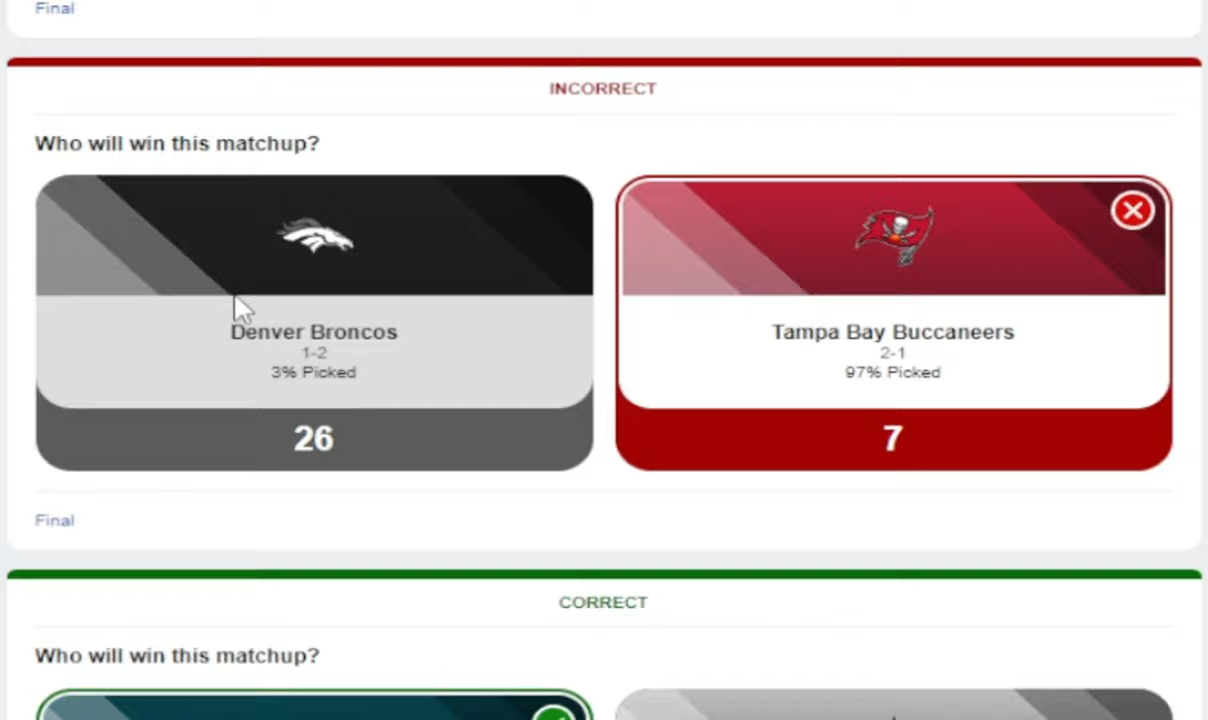 Final
INCORRECT
Who will win this matchup?
Denver Broncos
1-2
3% Picked
26
Tampa Bay Buccaneers
2-1
97% Picked
7
Final
CORRECT
Who will win this matchup?